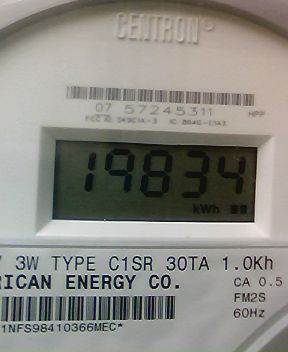 CENTRON®
07 57245311
HPP
19834
kWh
3W TYPE C1SR 30TA 1.0Kh
RICAN ENERGY CO.
CA 0.5
FM2S
60Hz
1NFS98410366MEC*